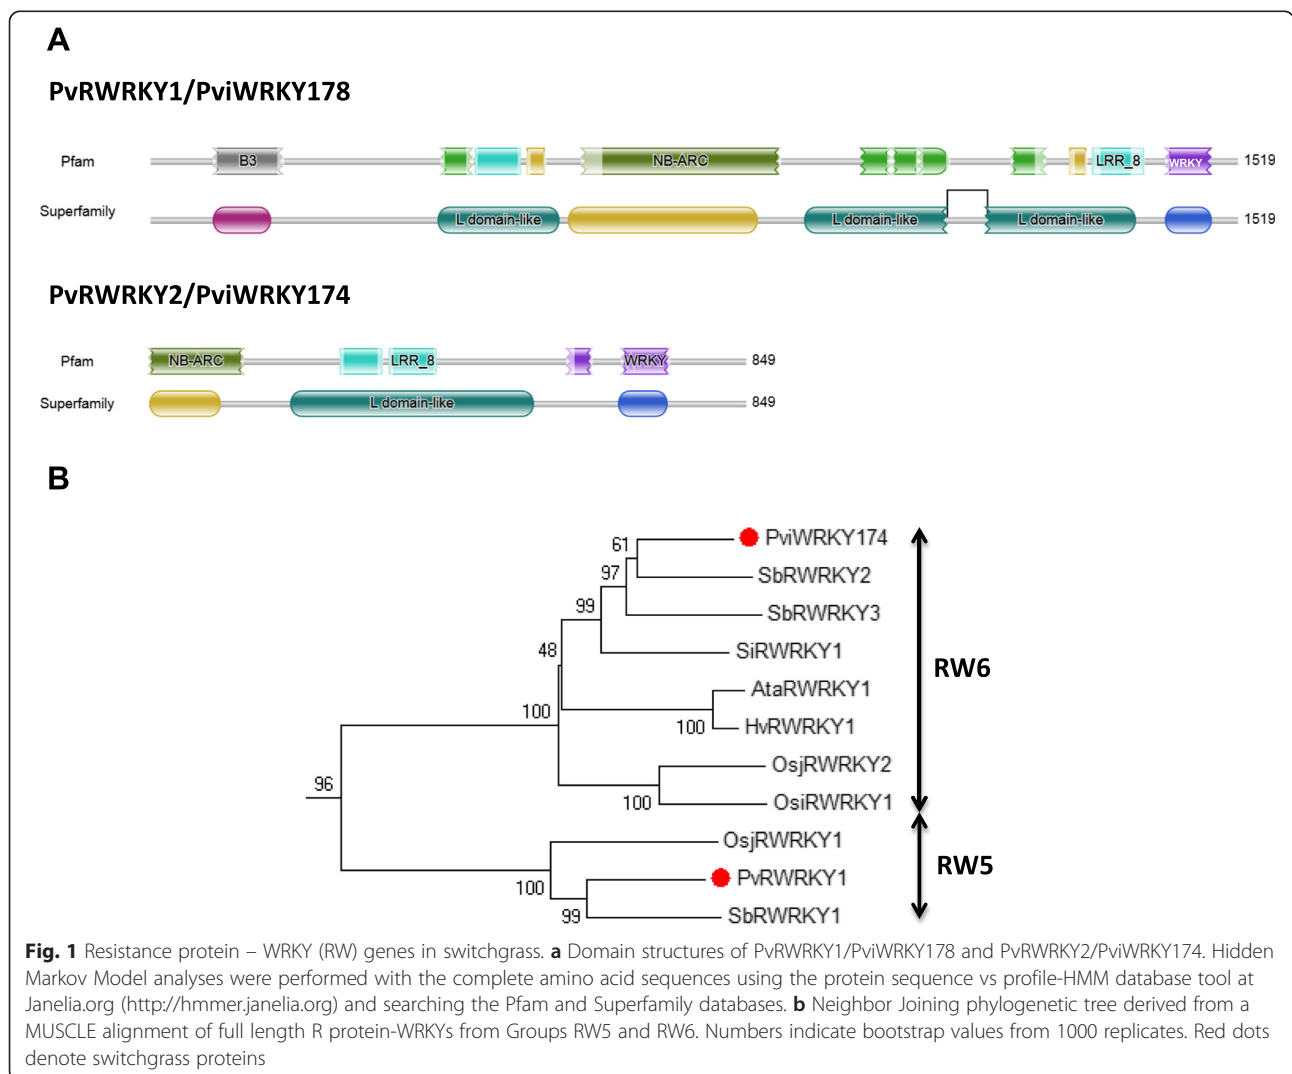 A
PvRWRKY1/PviWRKY178
Pfam B3 NB-ARC LRR_8 WRKY 1519
Superfamily L domain-like L domain-like L domain-like 1519
PvRWRKY2/PviWRKY174
Pfam NB-ARC LRR_8 WRKY 849
Superfamily L domain-like 849
B
61 PviWRKY174
97 SbRWRKY2
99 SbRWRKY3
48 SiRWRKY1
RW6
AtaRWRKY1
100 100 HvRWRKY1
OsjRWRKY2
96 100 OsiRWRKY1
OsjRWRKY1
RW5
100 PvRWRKY1
99 SbRWRKY1
Fig. 1 Resistance protein – WRKY (RW) genes in switchgrass. a Domain structures of PvRWRKY1/PviWRKY178 and PvRWRKY2/PviWRKY174. Hidden
Markov Model analyses were performed with the complete amino acid sequences using the protein sequence vs profile-HMM database tool at
Janelia.org (http://hmmer.janelia.org) and searching the Pfam and Superfamily databases. b Neighbor Joining phylogenetic tree derived from a
MUSCLE alignment of full length R protein-WRKYs from Groups RW5 and RW6. Numbers indicate bootstrap values from 1000 replicates. Red dots
denote switchgrass proteins